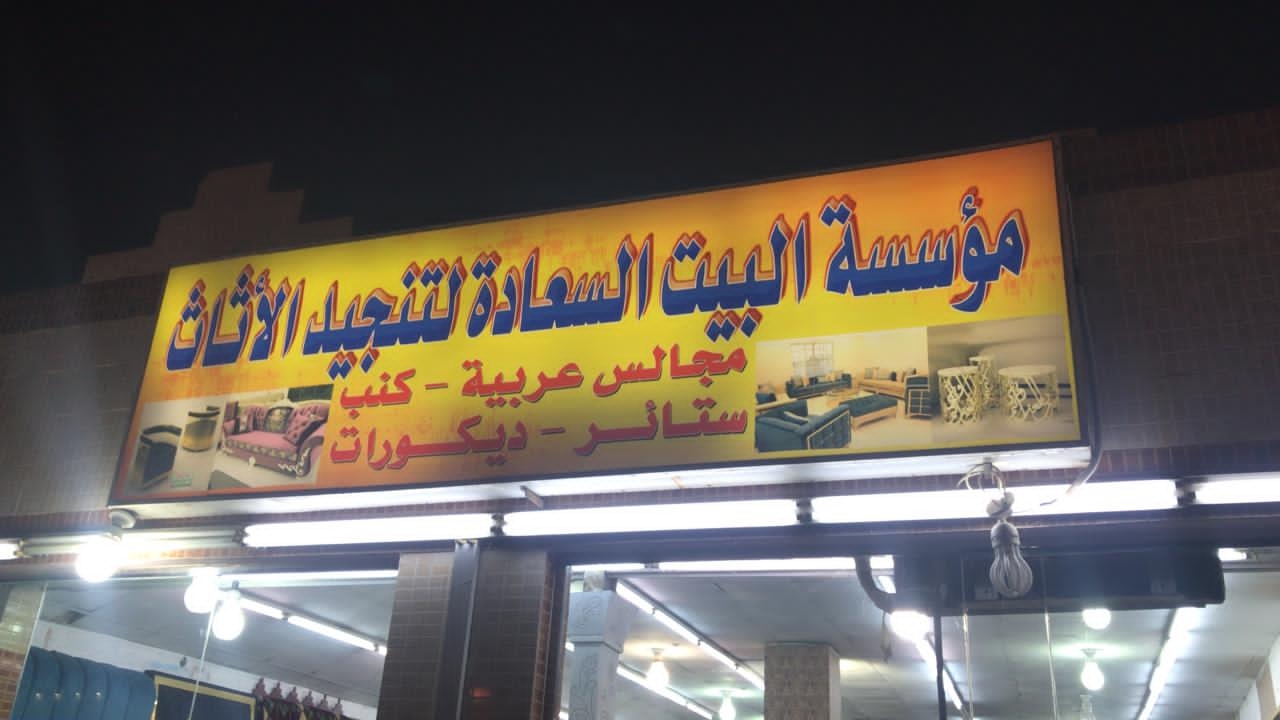 مؤسسة البيت السعادة لتنجيد الأثاث
مجالس عربية - كنب
ستائر - ديكورات